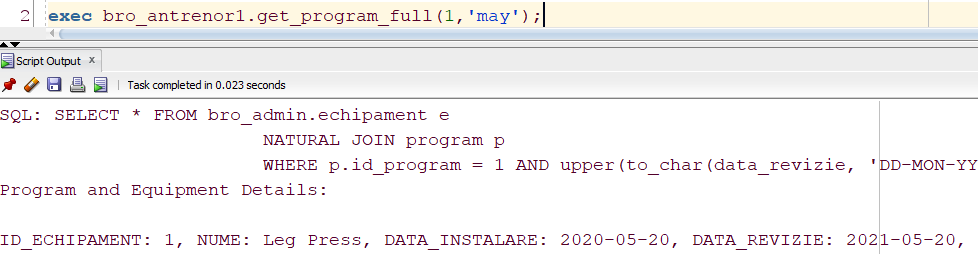 2 exec bro_antrenor1.get_program_full(1,'may');
Script Output x
Task completed in 0.023 seconds
SQL: SELECT * FROM bro_admin.echipament e
NATURAL JOIN program p
WHERE p.id_program = 1 AND upper(to_char(data_revizie, 'DD-MON-YY
Program and Equipment Details:
ID_ECHIPAMENT: 1, NUME: Leg Press, DATA_INSTALARE: 2020-05-20, DATA_REVIZIE: 2021-05-20,